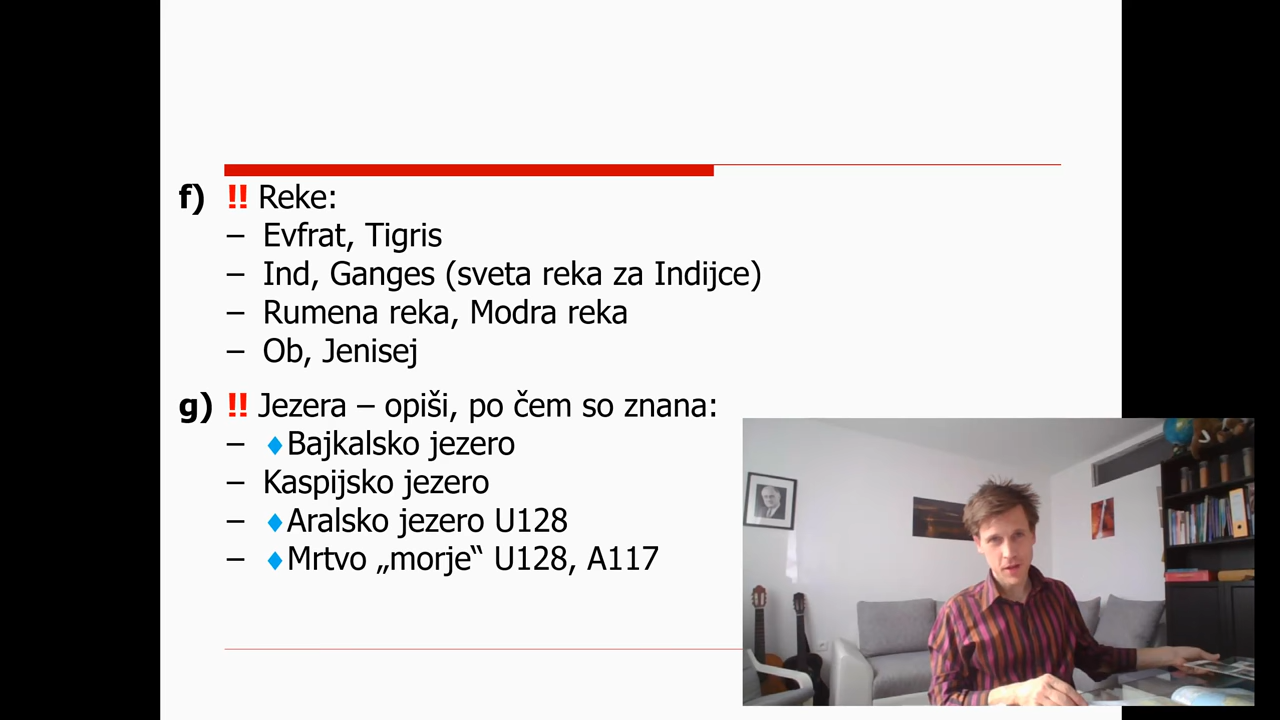 f) !! Reke:
– Evfrat, Tigris
– Ind, Ganges (sveta reka za Indijce)
– Rumena reka, Modra reka
– Ob, Jenisej
g) !! Jezera – opiši, po čem so znana:
– ♦Bajkalsko jezero
– Kaspijsko jezero
– ♦Aralsko jezero U128
– ♦Mrtvo „morje“ U128, A117